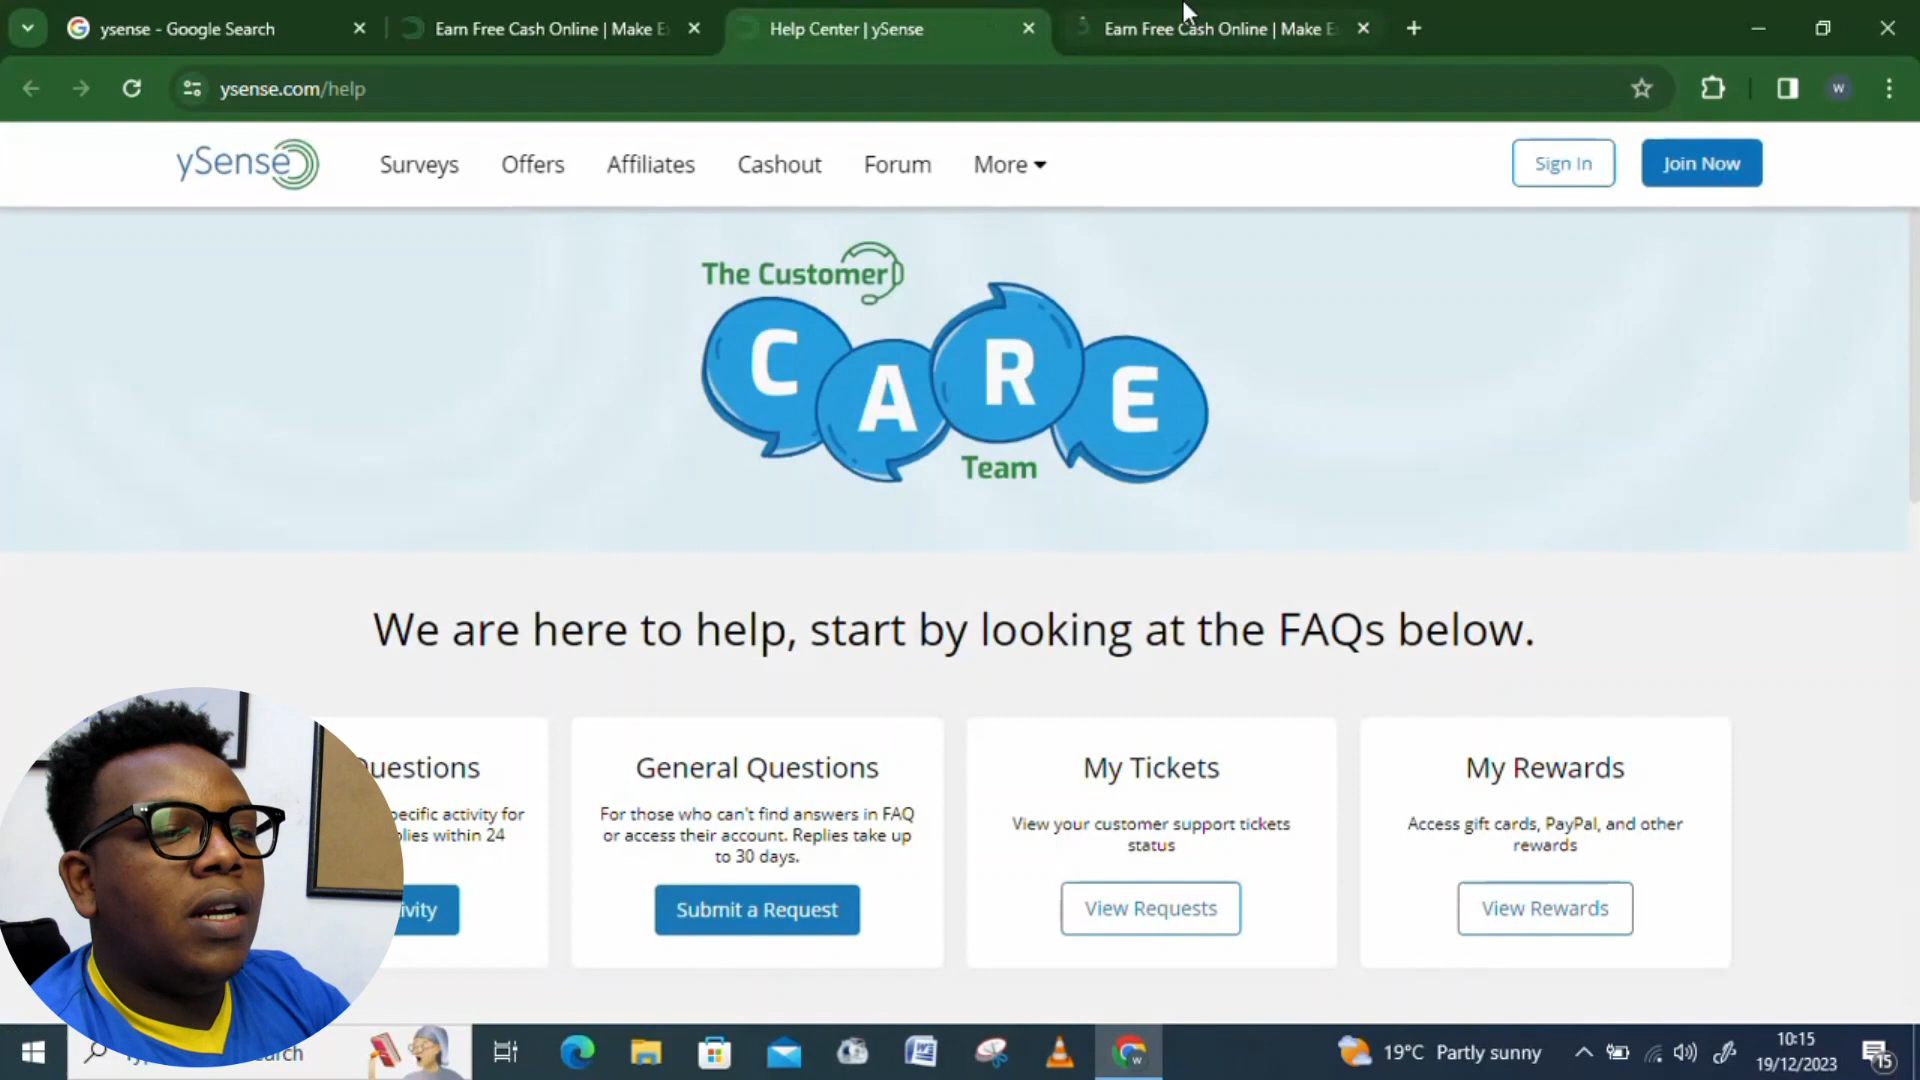 ysense - Google Search
Earn Free Cash Online | Make E
Help Center | ySense
Earn Free Cash Online | Make E
ysense.com/help
W
ySense
Surveys
Offers
Affiliates
Cashout
Forum
More
Sign In
Join Now
The Customer
CARE
Team
We are here to help, start by looking at the FAQs below.
Questions
General Questions
My Tickets
My Rewards
pecific activity for
plies within 24
For those who can't find answers in FAQ
or access their account. Replies take up
to 30 days.
View your customer support tickets
status
Access gift cards, PayPal, and other
rewards
ivity
Submit a Request
View Requests
View Rewards
19°C Partly sunny
10:15
19/12/2023
15